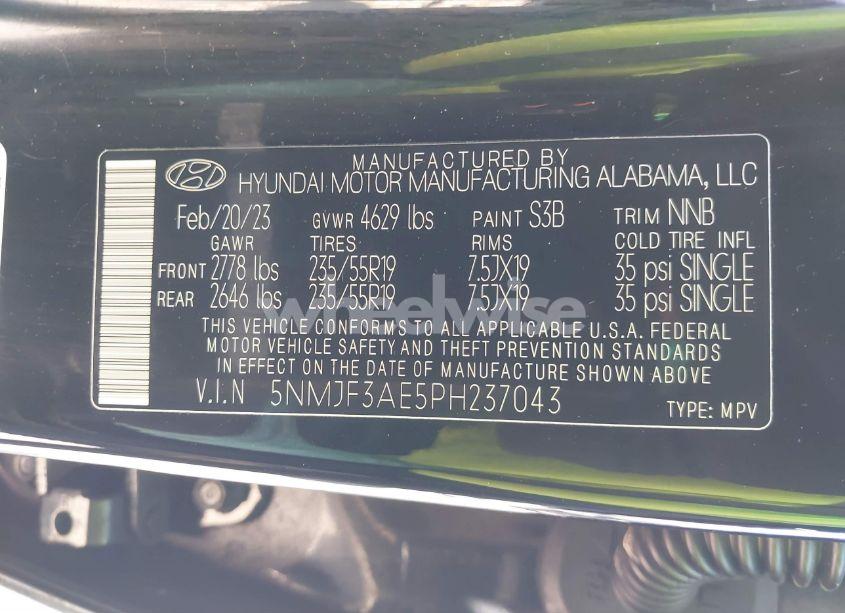 MANUFACTURED BY
HYUNDAI MOTOR MANUFACTURING ALABAMA, LLC
Feb/20/23 GVWR 4629 lbs PAINT S3B TRIM NNB
GAWR TIRES RIMS COLD TIRE INFL
FRONT 2778 lbs 235/55R19 7.5JX19 35 psi SINGLE
REAR 2646 lbs 235/55R19 7.5JX19 35 psi SINGLE
wheelwise
THIS VEHICLE CONFORMS TO ALL APPLICABLE U.S.A. FEDERAL
MOTOR VEHICLE SAFETY AND THEFT PREVENTION STANDARDS
IN EFFECT ON THE DATE OF MANUFACTURE SHOWN ABOVE
V.I.N 5NMJF3AE5PH237043 TYPE: MPV